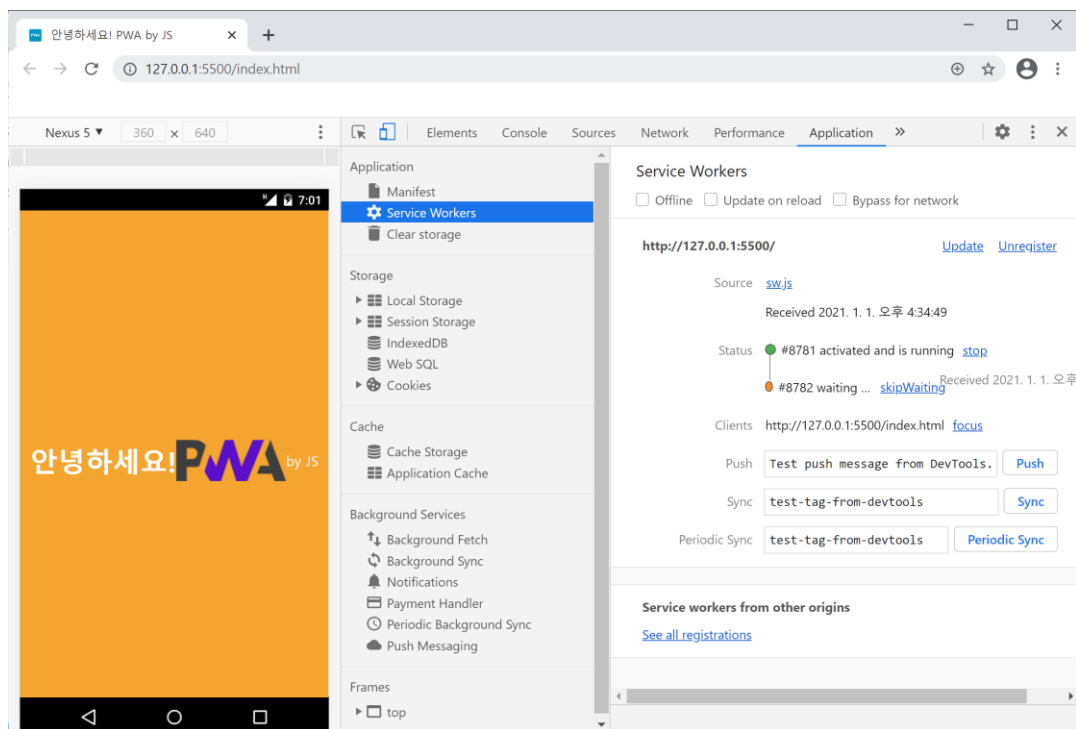 안녕하세요! PWA by JS
127.0.0.1:5500/index.html
Nexus 5 ▼ 360 x 640
Elements Console Sources Network Performance Application »
7:01
안녕하세요! PWA by JS
Application
Manifest
Service Workers
Clear storage
Storage
Local Storage
Session Storage
IndexedDB
Web SQL
Cookies
Cache
Cache Storage
Application Cache
Background Services
Background Fetch
Background Sync
Notifications
Payment Handler
Periodic Background Sync
Push Messaging
Frames
top
Service Workers
Offline Update on reload Bypass for network
http://127.0.0.1:5500/ Update Unregister
Source sw.js
Received 2021. 1. 1. 오후 4:34:49
Status #8781 activated and is running stop
#8782 waiting ... skipWaiting Received 2021. 1. 1. 오후
Clients http://127.0.0.1:5500/index.html focus
Push Test push message from DevTools. Push
Sync test-tag-from-devtools Sync
Periodic Sync test-tag-from-devtools Periodic Sync
Service workers from other origins
See all registrations